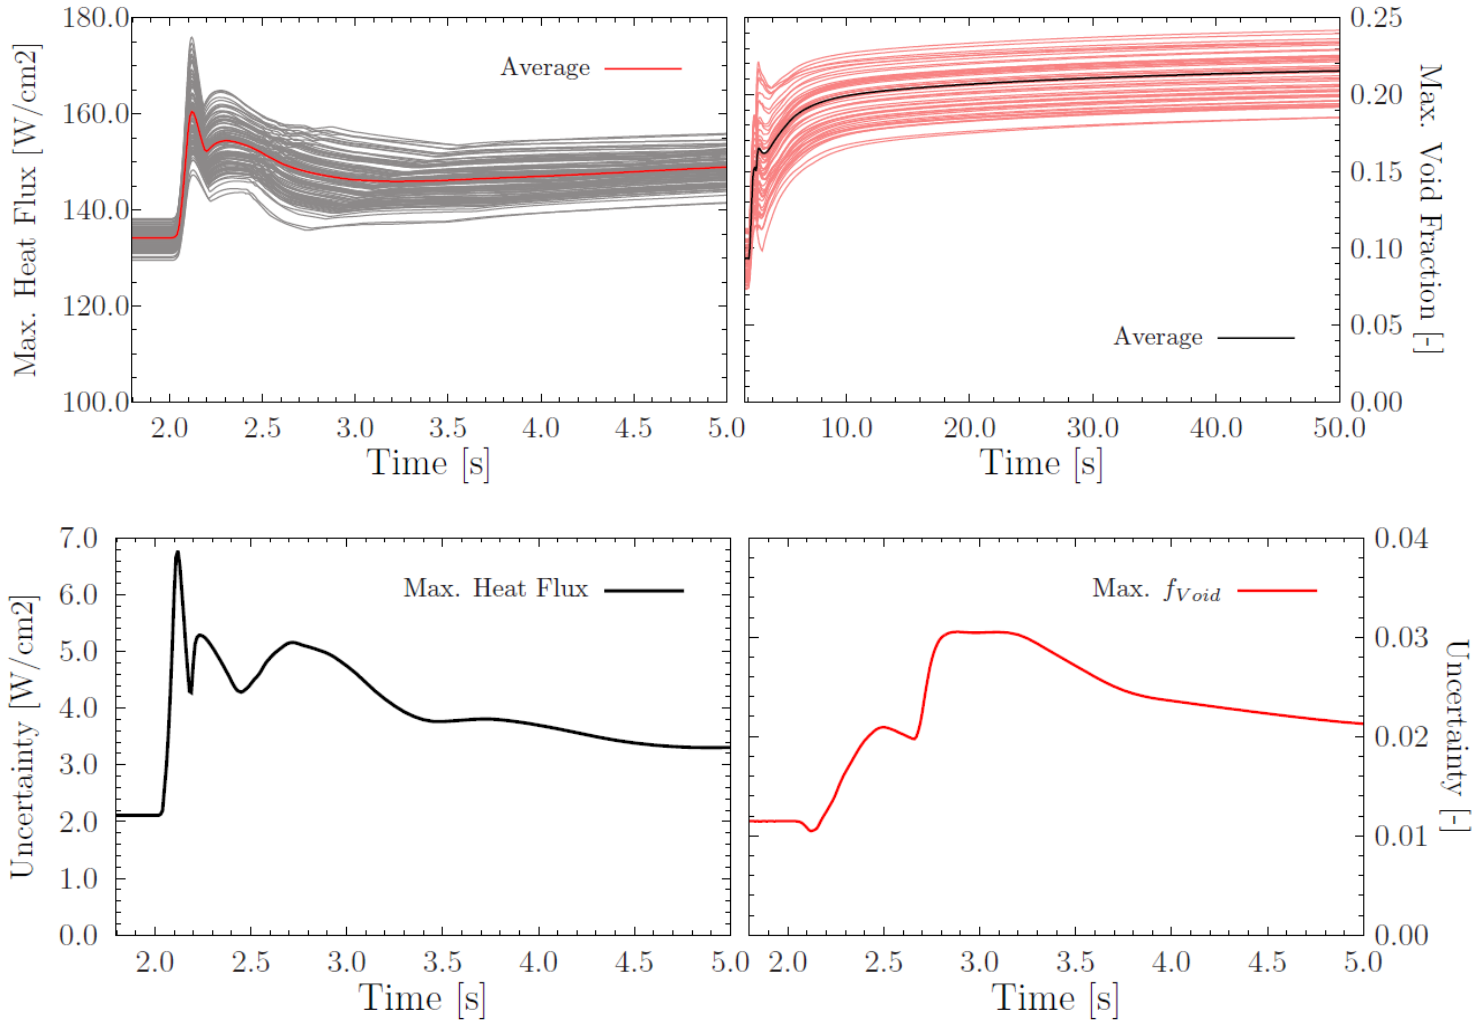 180.0
160.0
140.0
120.0
100.0
Max. Heat Flux [W/cm2]
Average
2.0 2.5 3.0 3.5 4.0 4.5 5.0
Time [s]
0.25
0.20
0.15
0.10
0.05
0.00
Max. Void Fraction [-]
Average
10.0 20.0 30.0 40.0 50.0
Time [s]
7.0
6.0
5.0
4.0
3.0
2.0
1.0
0.0
Uncertainty [W/cm2]
Max. Heat Flux
2.0 2.5 3.0 3.5 4.0 4.5 5.0
Time [s]
0.04
0.03
0.02
0.01
0.00
Uncertainty [-]
Max. fVoid
2.0 2.5 3.0 3.5 4.0 4.5 5.0
Time [s]